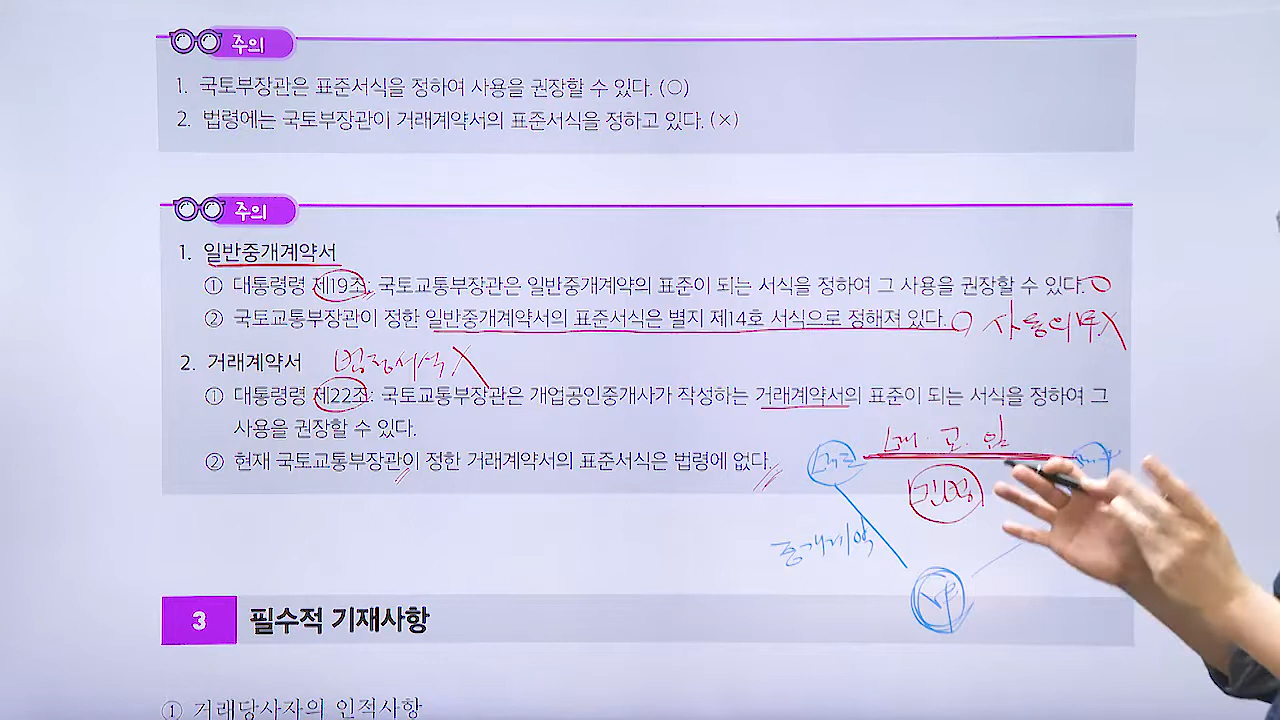 주의
1. 국토부장관은 표준서식을 정하여 사용을 권장할 수 있다. (○)
2. 법령에는 국토부장관이 거래계약서의 표준서식을 정하고 있다. (×)
주의
1. 일반중개계약서
① 대통령령 제19조: 국토교통부장관은 일반중개계약의 표준이 되는 서식을 정하여 그 사용을 권장할 수 있다.
② 국토교통부장관이 정한 일반중개계약서의 표준서식은 별지 제14호 서식으로 정해져 있다.
사용의무X
2. 거래계약서
법정서식X
① 대통령령 제22조: 국토교통부장관은 개업공인중개사가 작성하는 거래계약서의 표준이 되는 서식을 정하여 그
사용을 권장할 수 있다.
② 현재 국토교통부장관이 정한 거래계약서의 표준서식은 법령에 없다.
중개계약
3 필수적 기재사항
① 거래당사자의 인적사항